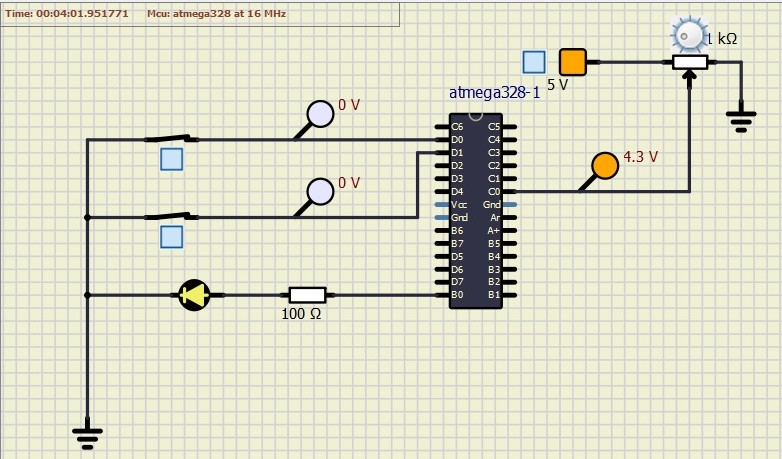 Time: 00:04:01.951771 Mcu: atmega328 at 16 MHz
1 kΩ
5 V
atmega328-1
0 V
4.3 V
0 V
C6 C5
D0 C4
D1 C3
D2 C2
D3 C1
D4 C0
Vcc Gnd
Gnd Ar
B6 A+
B7 B5
D5 B4
D6 B3
D7 B2
B0 B1
100 Ω